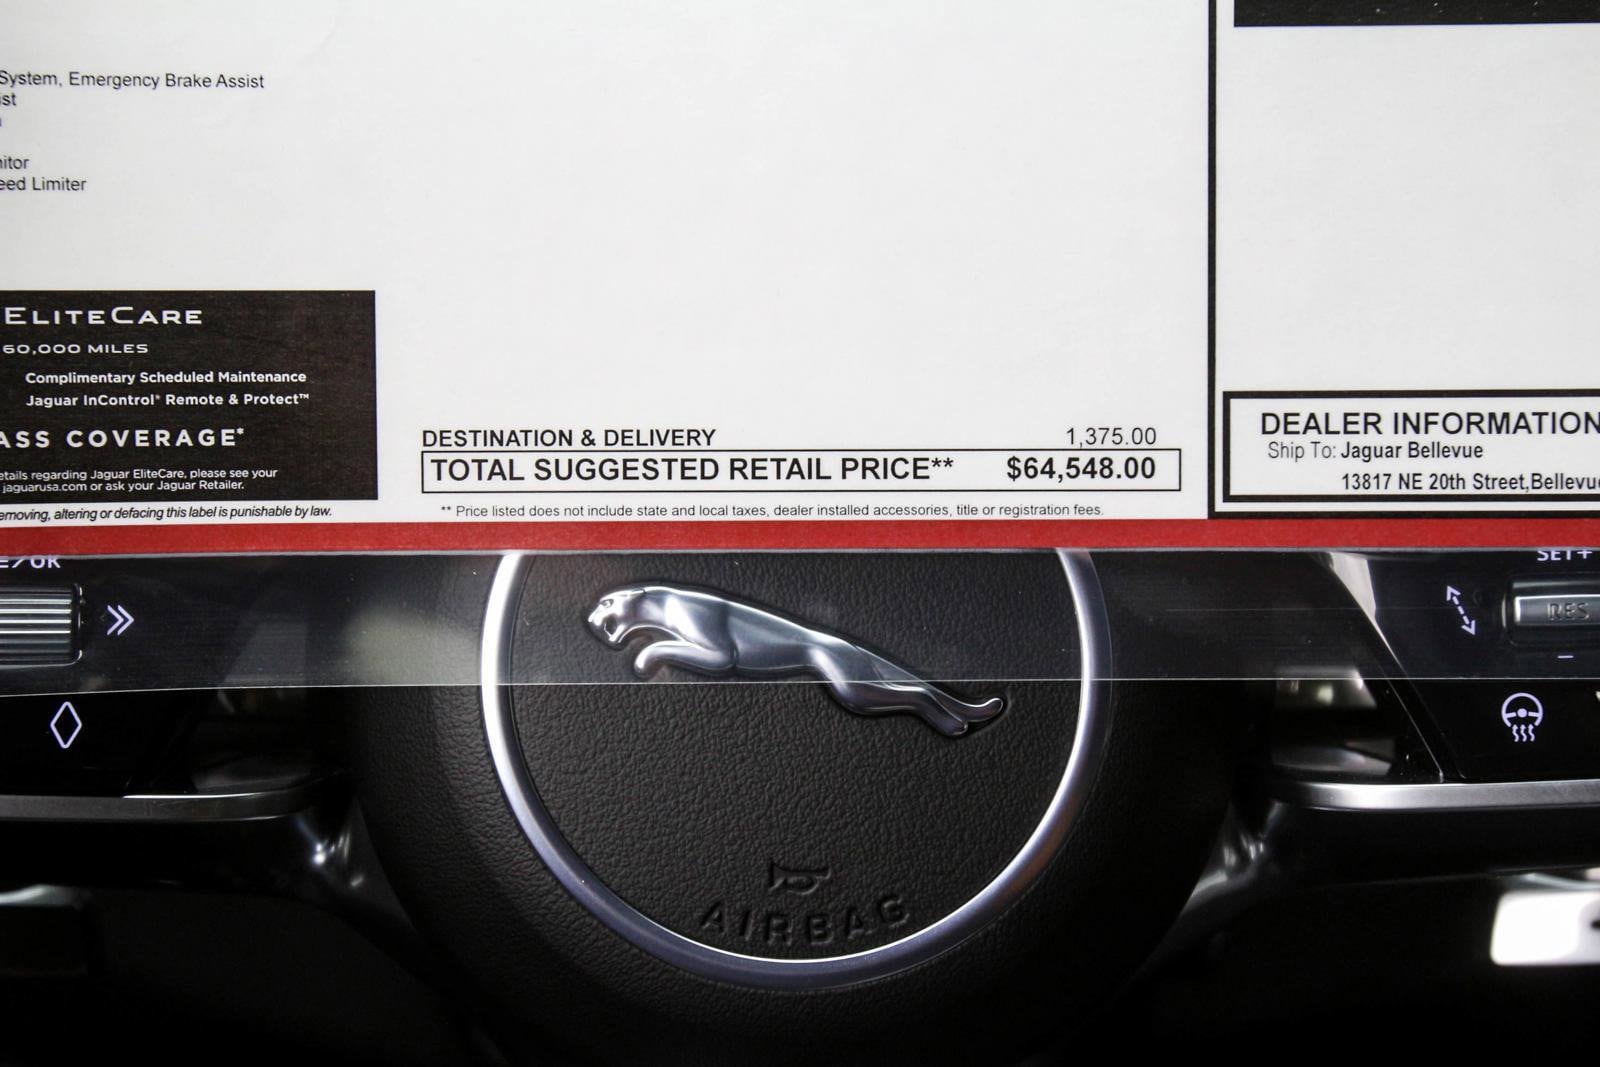 System, Emergency Brake Assist
ist
nitor
eed Limiter
ELITECARE
60,000 MILES
Complimentary Scheduled Maintenance
Jaguar InControl* Remote & Protect™
ASS COVERAGE*
etails regarding Jaguar EliteCare, please see your
jaguarusa.com or ask your Jaguar Retailer.
emoving, altering or defacing this label is punishable by law.
DESTINATION & DELIVERY 1,375.00
TOTAL SUGGESTED RETAIL PRICE** $64,548.00
** Price listed does not include state and local taxes, dealer installed accessories, title or registration fees.
DEALER INFORMATION
Ship To: Jaguar Bellevue
13817 NE 20th Street,Bellevue
E/OK
SET+
RES
AIRBAG